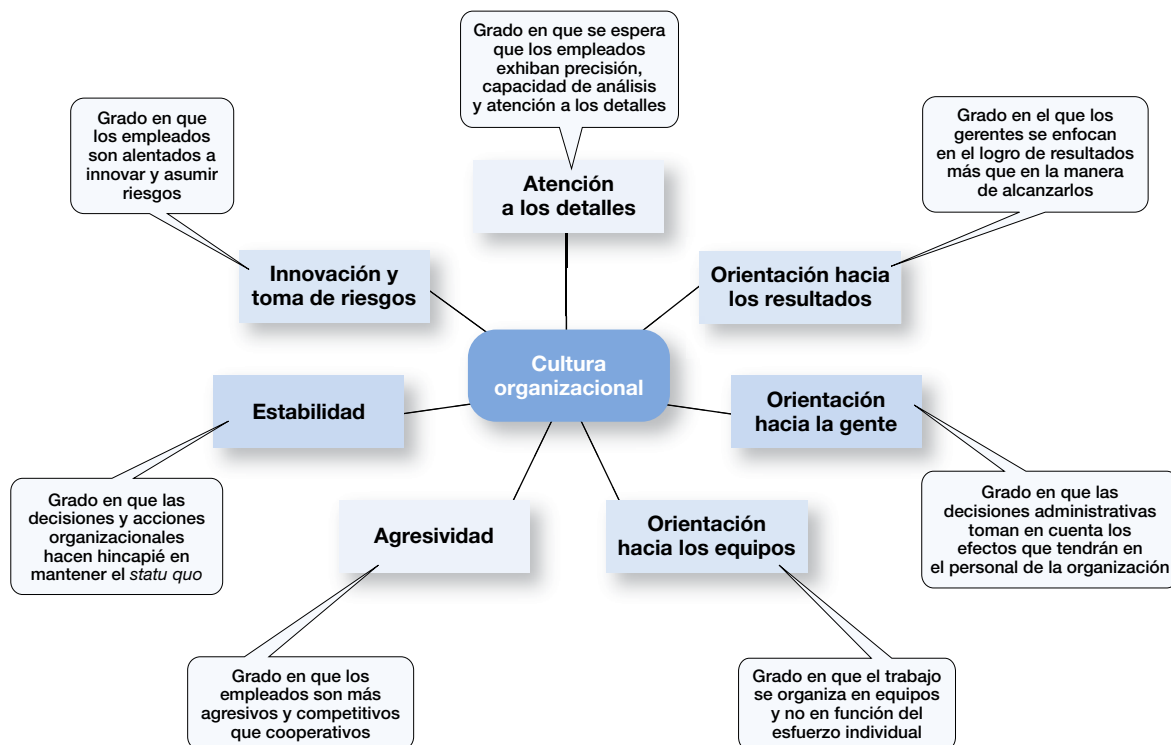 Grado en que se espera
que los empleados
exhiban precisión,
capacidad de análisis
y atención a los detalles
Grado en que
los empleados
son alentados a
innovar y asumir
riesgos
Grado en el que los
gerentes se enfocan
en el logro de resultados
más que en la manera
de alcanzarlos
Atención
a los detalles
Innovación y
toma de riesgos
Orientación hacia
los resultados
Cultura
organizacional
Estabilidad
Orientación
hacia la gente
Grado en que las
decisiones y acciones
organizacionales
hacen hincapié en
mantener el statu quo
Agresividad
Orientación
hacia los equipos
Grado en que las
decisiones administrativas
toman en cuenta los
efectos que tendrán en
el personal de la organización
Grado en que los
empleados son más
agresivos y competitivos
que cooperativos
Grado en que el trabajo
se organiza en equipos
y no en función del
esfuerzo individual